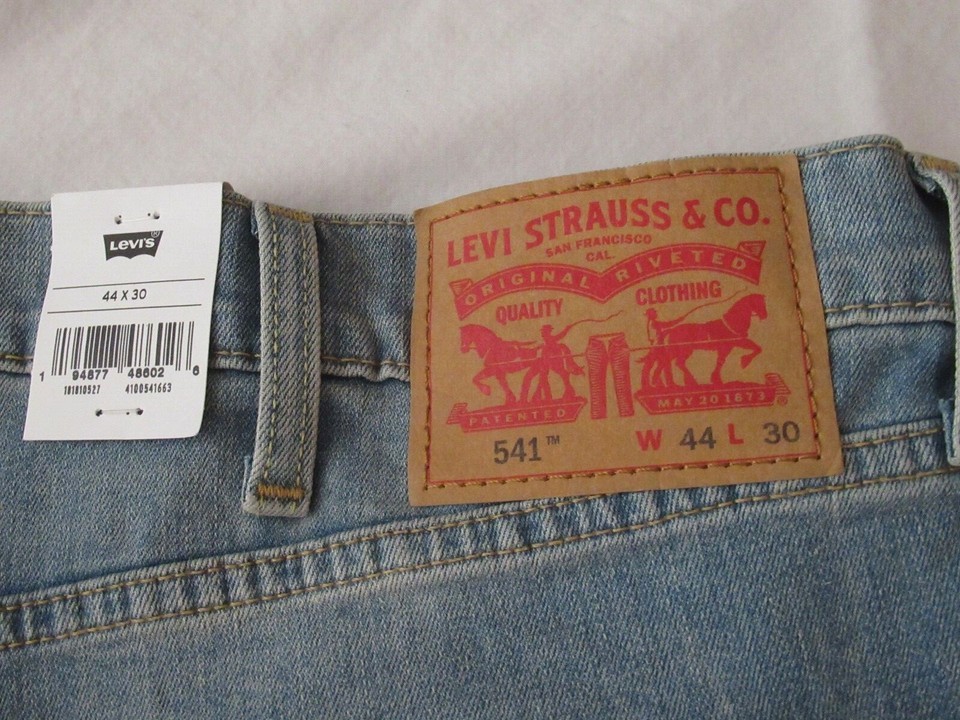 LEVI'S®
44 X 30
1 94877 48602 6
181810527 4100541663
LEVI STRAUSS & CO.
SAN FRANCISCO
CAL.
ORIGINAL RIVETED
QUALITY CLOTHING
PATENTED MAY 20 1873 ®
541™ W 44 L 30